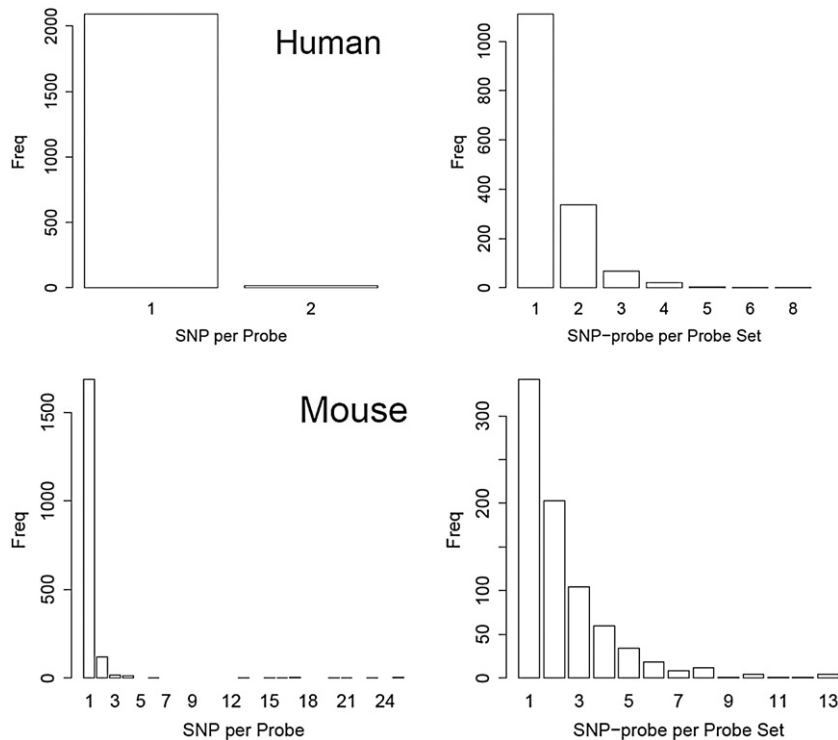 Human
Freq
0 500 1000 1500 2000
1 2
SNP per Probe
Freq
0 200 400 600 800 1000
1 2 3 4 5 6 8
SNP-probe per Probe Set
Mouse
Freq
0 500 1000 1500
1 3 5 7 9 12 15 18 21 24
SNP per Probe
Freq
0 50 100 200 300
1 3 5 7 9 11 13
SNP-probe per Probe Set